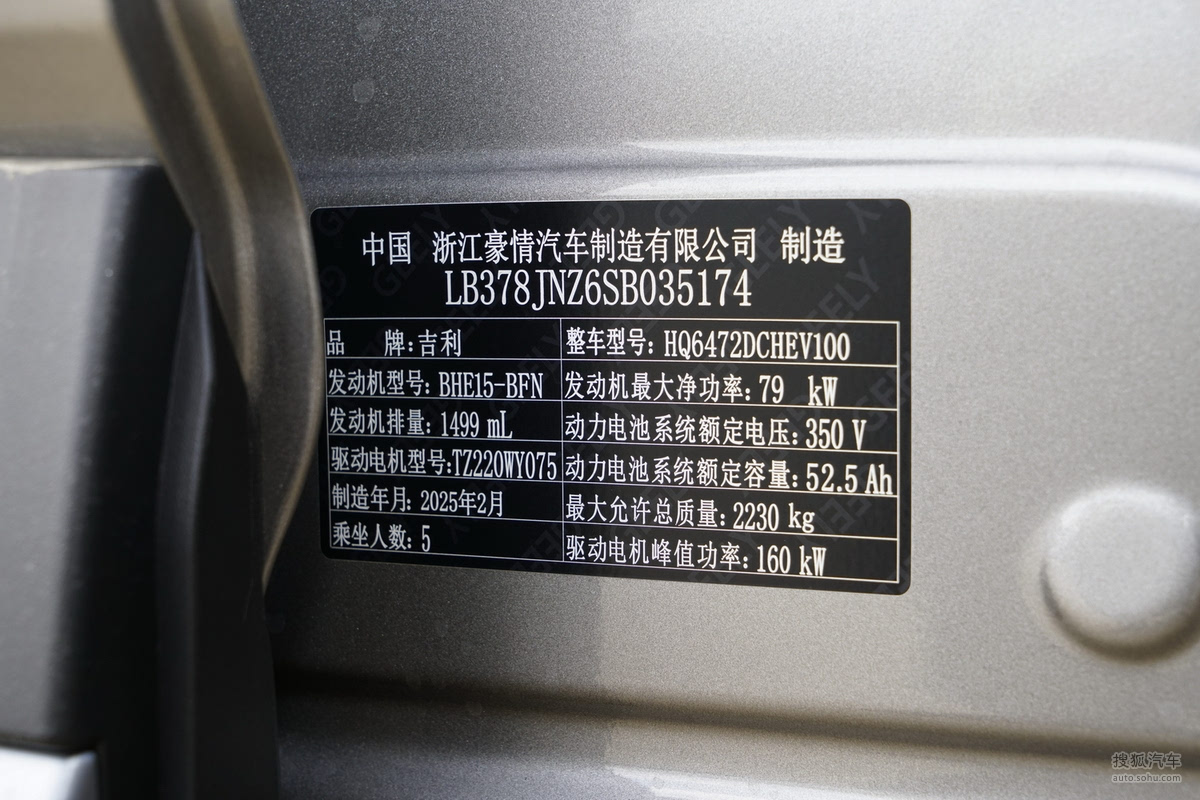 中国 浙江豪情汽车制造有限公司 制造
LB378JNZ6SB035174
品 牌:吉利 整车型号: HQ6472DCHEV100
发动机型号: BHE15-BFN 发动机最大净功率: 79 kW
发动机排量: 1499 mL 动力电池系统额定电压: 350 V
驱动电机型号:TZ220WY075 动力电池系统额定容量: 52.5 Ah
制造年月: 2025年2月 最大允许总质量: 2230 kg
乘坐人数: 5 驱动电机峰值功率: 160 kW
搜狐汽车
auto.sohu.com